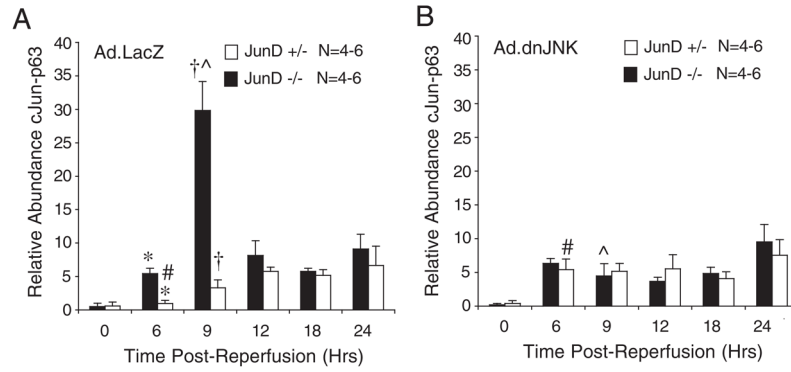 A
Ad.LacZ
JunD +/- N=4-6
JunD -/- N=4-6
Relative Abundance cJun-p63
40
35
30
25
20
15
10
5
0
†^
*
#
*
†
0 6 9 12 18 24
Time Post-Reperfusion (Hrs)
B
Ad.dnJNK
JunD +/- N=4-6
JunD -/- N=4-6
Relative Abundance cJun-p63
40
35
30
25
20
15
10
5
0
#
^
0 6 9 12 18 24
Time Post-Reperfusion (Hrs)